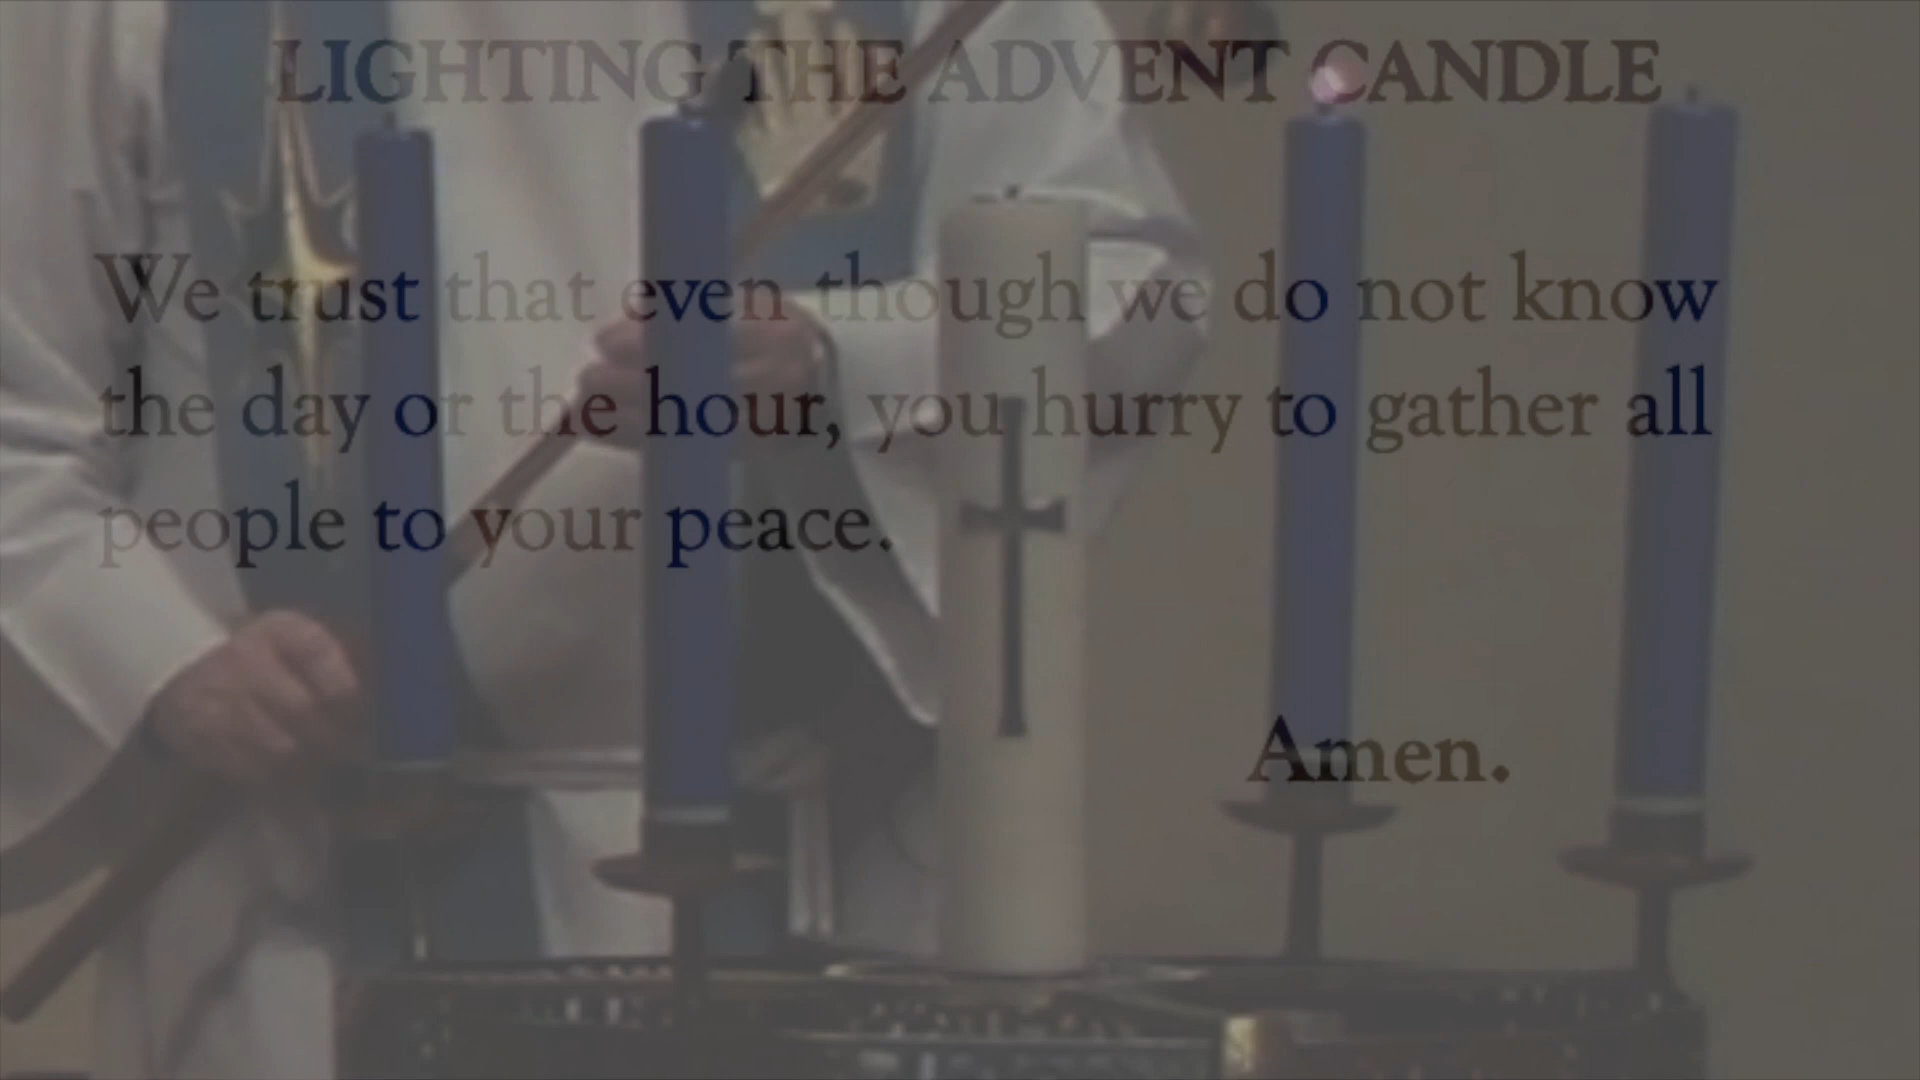 LIGHTING THE ADVENT CANDLE
We trust that even though we do not know
the day or the hour, you hurry to gather all
people to your peace.
Amen.